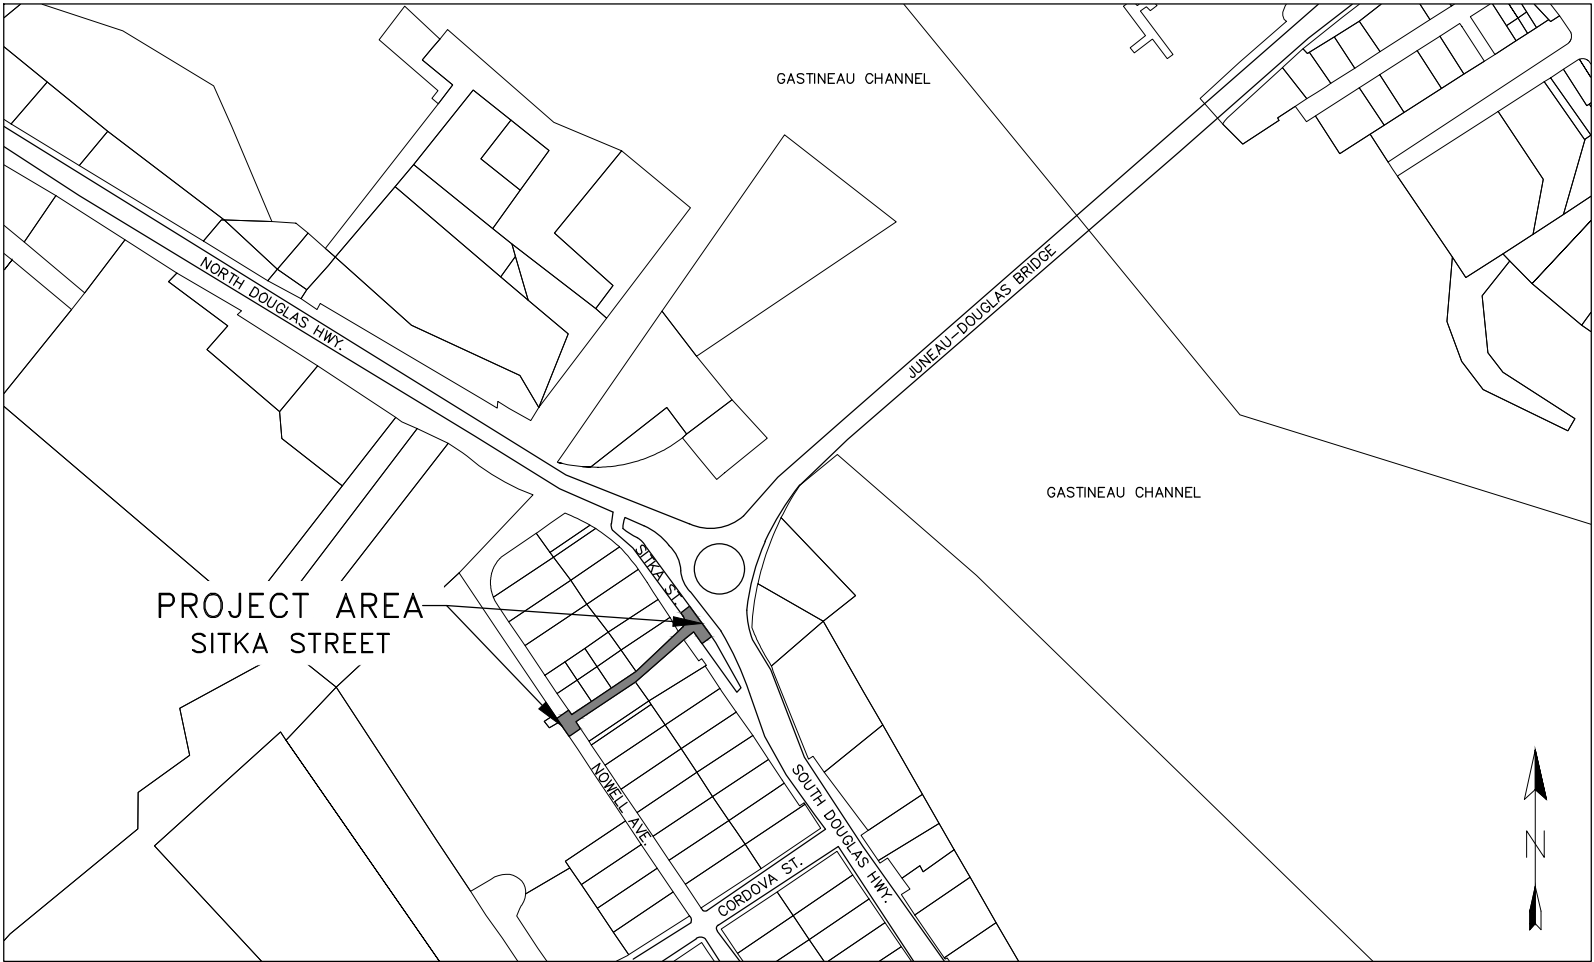 GASTINEAU CHANNEL
NORTH DOUGLAS HWY.
JUNEAU-DOUGLAS BRIDGE
GASTINEAU CHANNEL
SITKA ST.
PROJECT AREA
SITKA STREET
NOWELL AVE.
SOUTH DOUGLAS HWY.
CORDOVA ST.
N